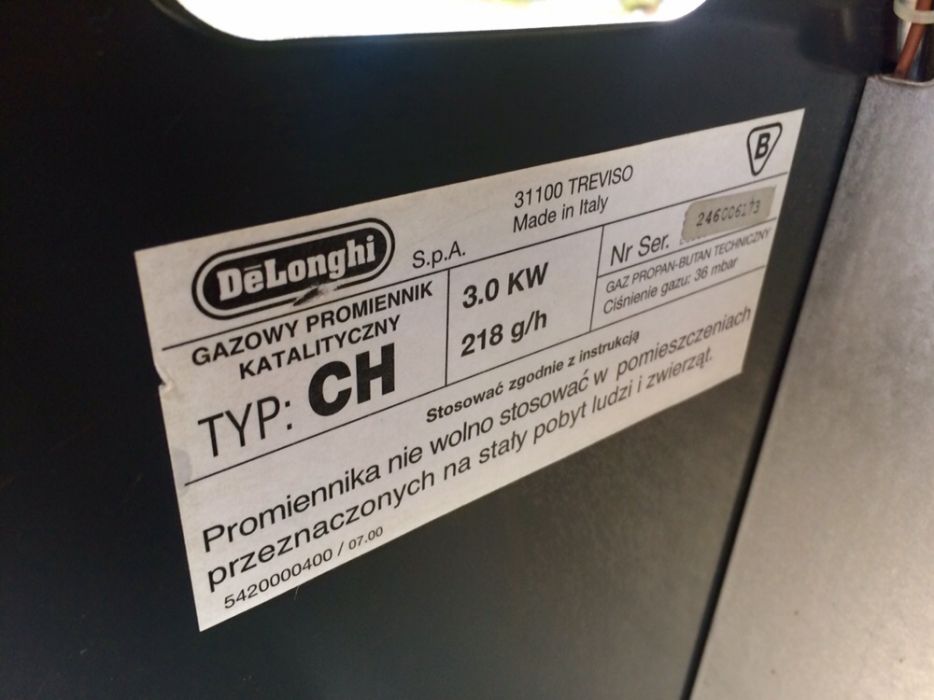 DēLonghi S.p.A.
31100 TREVISO
Made in Italy
B
GAZOWY PROMIENNIK
KATALITYCZNY
TYP: CH
3.0 KW
218 g/h
Nr Ser. 246006173
GAZ PROPAN-BUTAN TECHNICZNY
Ciśnienie gazu: 36 mbar
Stosować zgodnie z instrukcją
Promiennika nie wolno stosować w pomieszczeniach
przeznaczonych na stały pobyt ludzi i zwierząt.
5420000400 / 07.00